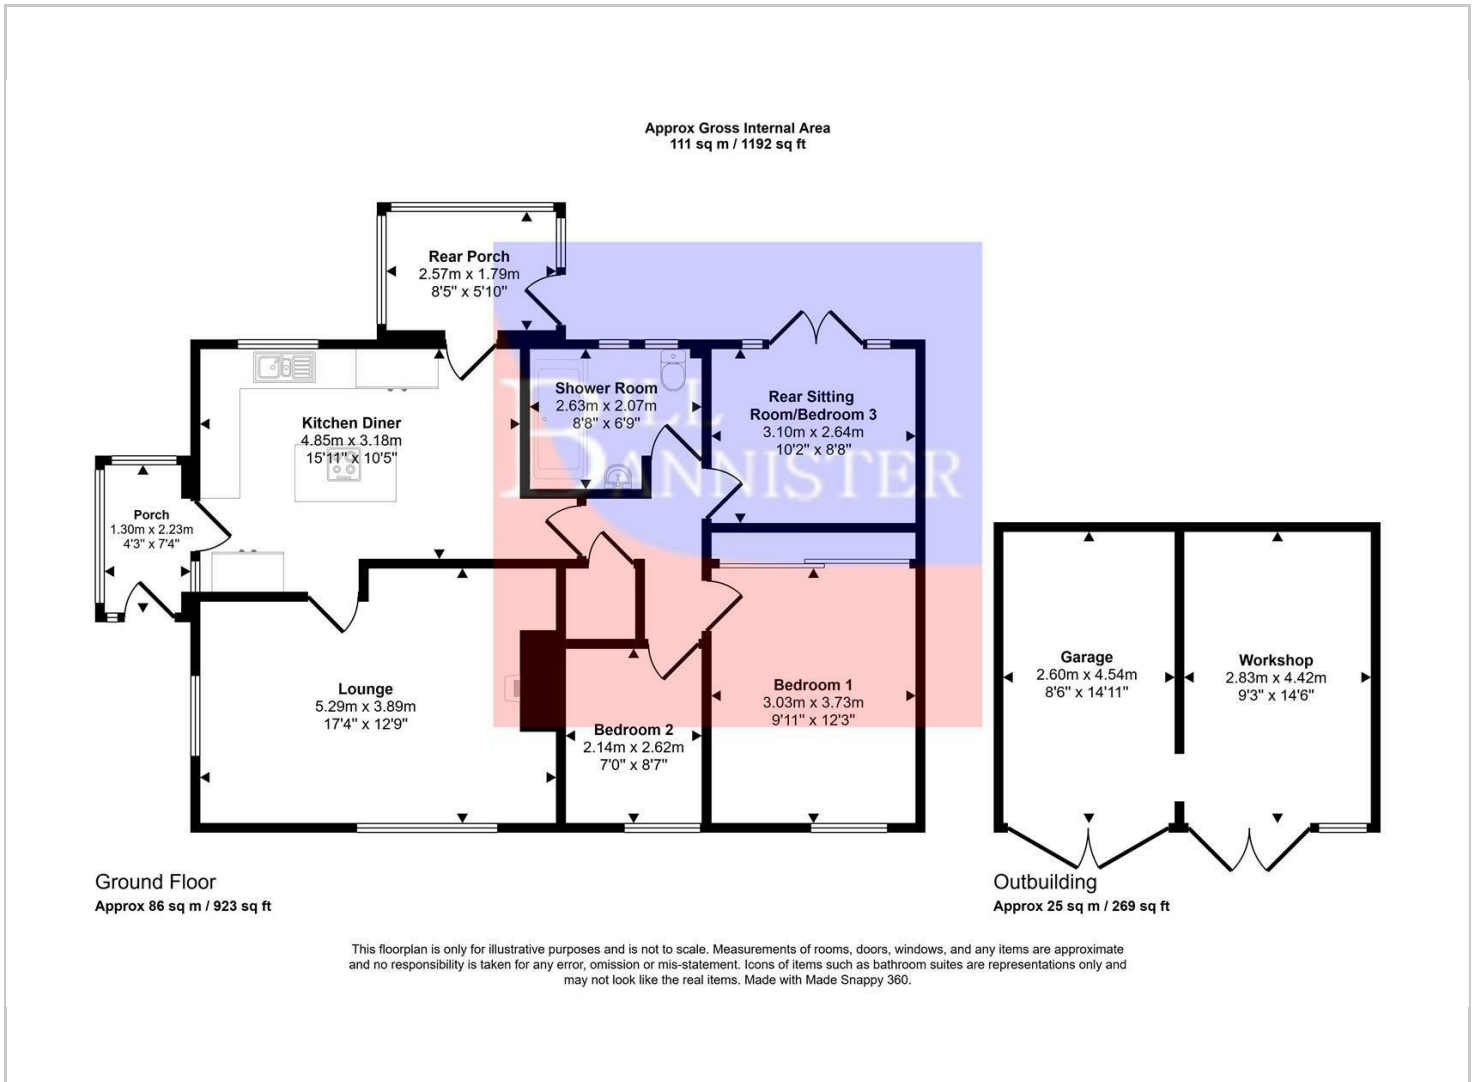 Approx Gross Internal Area
111 sq m / 1192 sq ft
Rear Porch
2.57m x 1.79m
8'5" x 5'10"
Kitchen Diner
4.85m x 3.18m
15'11" x 10'5"
Shower Room
2.63m x 2.07m
8'8" x 6'9"
Rear Sitting
Room/Bedroom 3
3.10m x 2.64m
10'2" x 8'8"
BILL
BANNISTER
Porch
1.30m x 2.23m
4'3" x 7'4"
Lounge
5.29m x 3.89m
17'4" x 12'9"
Bedroom 2
2.14m x 2.62m
7'0" x 8'7"
Bedroom 1
3.03m x 3.73m
9'11" x 12'3"
Garage
2.60m x 4.54m
8'6" x 14'11"
Workshop
2.83m x 4.42m
9'3" x 14'6"
Ground Floor
Approx 86 sq m / 923 sq ft
Outbuilding
Approx 25 sq m / 269 sq ft
This floorplan is only for illustrative purposes and is not to scale. Measurements of rooms, doors, windows, and any items are approximate
and no responsibility is taken for any error, omission or mis-statement. Icons of items such as bathroom suites are representations only and
may not look like the real items. Made with Made Snappy 360.